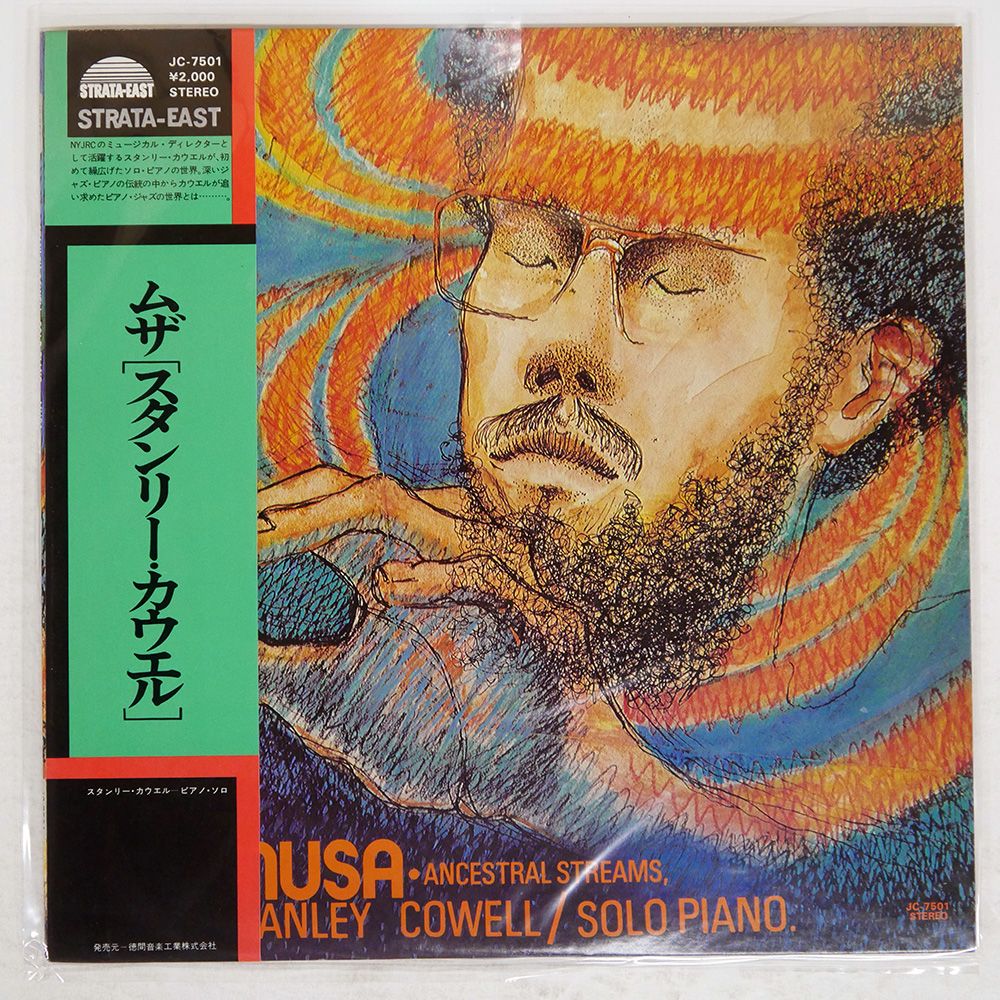 STRATA-EAST
JC-7501
¥2,000
STEREO
STRATA-EAST
NYJRCのミュージカル・ディレクターと
して活躍するスタンリー・カウエルが、初
めて繰広げたソロ・ピアノの世界。深いジ
ャズ・ピアノの伝統の中からカウエルが追
い求めたピアノ・ジャズの世界とは………。
ムザ[スタンリー・カウエル]
スタンリー・カウエル―ピアノ・ソロ
発売元―徳間音楽工業株式会社
MUSA・ANCESTRAL STREAMS,
ANLEY COWELL / SOLO PIANO.
JC-7501
STEREO